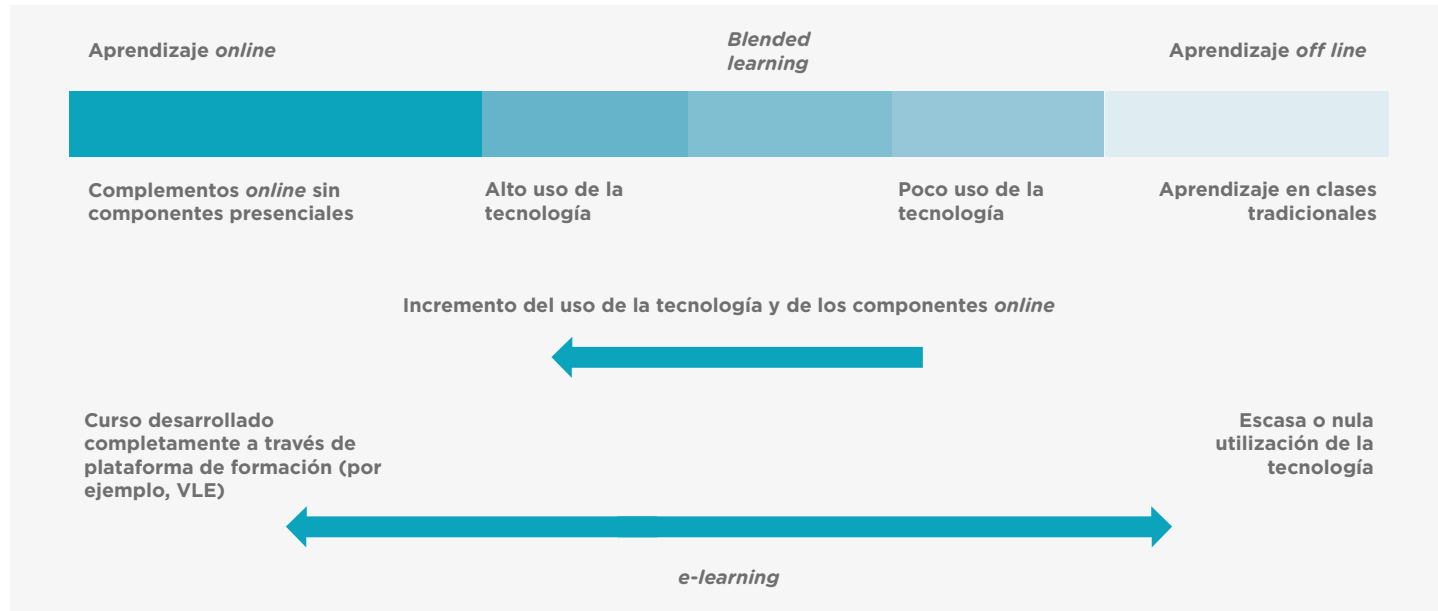 Aprendizaje online
Blended
learning
Aprendizaje off line
Complementos online sin
componentes presenciales
Alto uso de la
tecnología
Poco uso de la
tecnología
Aprendizaje en clases
tradicionales
Incremento del uso de la tecnología y de los componentes online
Curso desarrollado
completamente a través de
plataforma de formación (por
ejemplo, VLE)
Escasa o nula
utilización de la
tecnología
e-learning